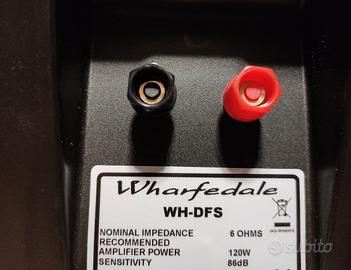 Wharfedale
WH-DFS
NOMINAL IMPEDANCE 6 OHMS
RECOMMENDED
AMPLIFIER POWER 120W
SENSITIVITY 86dB
subito